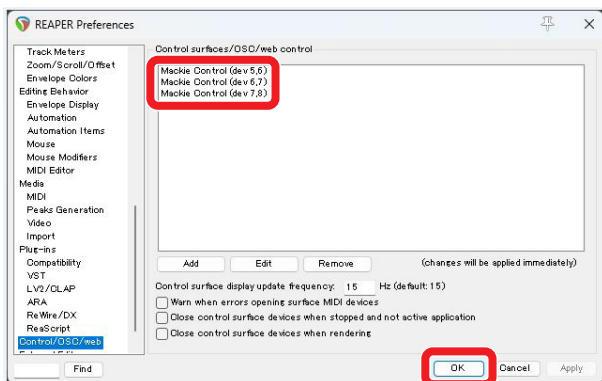 REAPER Preferences
Track Meters
Zoom/Scroll/Offset
Envelope Colors
Editing Behavior
Envelope Display
Automation
Automation Items
Mouse
Mouse Modifiers
MIDI Editor
Media
MIDI
Peaks Generation
Video
Import
Plug-ins
Compatibility
VST
LV2/CLAP
ARA
ReWire/DX
ReaScript
Control/OSC/web
Find
Control surfaces/OSC/web control
Mackie Control (dev 5,6)
Mackie Control (dev 6,7)
Mackie Control (dev 7,8)
Add Edit Remove (changes will be applied immediately)
Control surface display update frequency: 15 Hz (default: 15)
Warn when errors opening surface MIDI devices
Close control surface devices when stopped and not active application
Close control surface devices when rendering
OK Cancel Apply